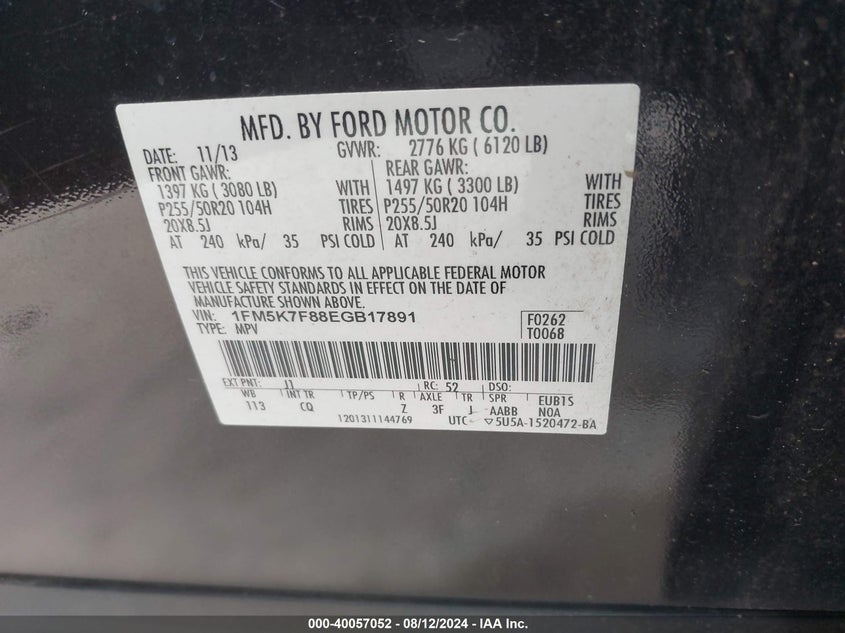 MFD. BY FORD MOTOR CO.
DATE: 11/13 GVWR: 2776 KG ( 6120 LB)
FRONT GAWR: REAR GAWR:
1397 KG ( 3080 LB) WITH 1497 KG ( 3300 LB) WITH
P255/50R20 104H TIRES P255/50R20 104H TIRES
20X8.5J RIMS 20X8.5J RIMS
AT 240 kPa/ 35 PSI COLD AT 240 kPa/ 35 PSI COLD
THIS VEHICLE CONFORMS TO ALL APPLICABLE FEDERAL MOTOR
VEHICLE SAFETY STANDARDS IN EFFECT ON THE DATE OF
MANUFACTURE SHOWN ABOVE.
VIN: 1FM5K7F88EGB17891 F0262
TYPE: MPV T0068
EXT PNT: J1 RC: 52 DSO:
WB INT TR TP/PS R AXLE TR SPR EUBTS
113 CQ Z 3F J AABB NOA
1201311144769 UTC ▽5U5A-1520472-BA
000-40057052 - 08/12/2024 - IAA Inc.